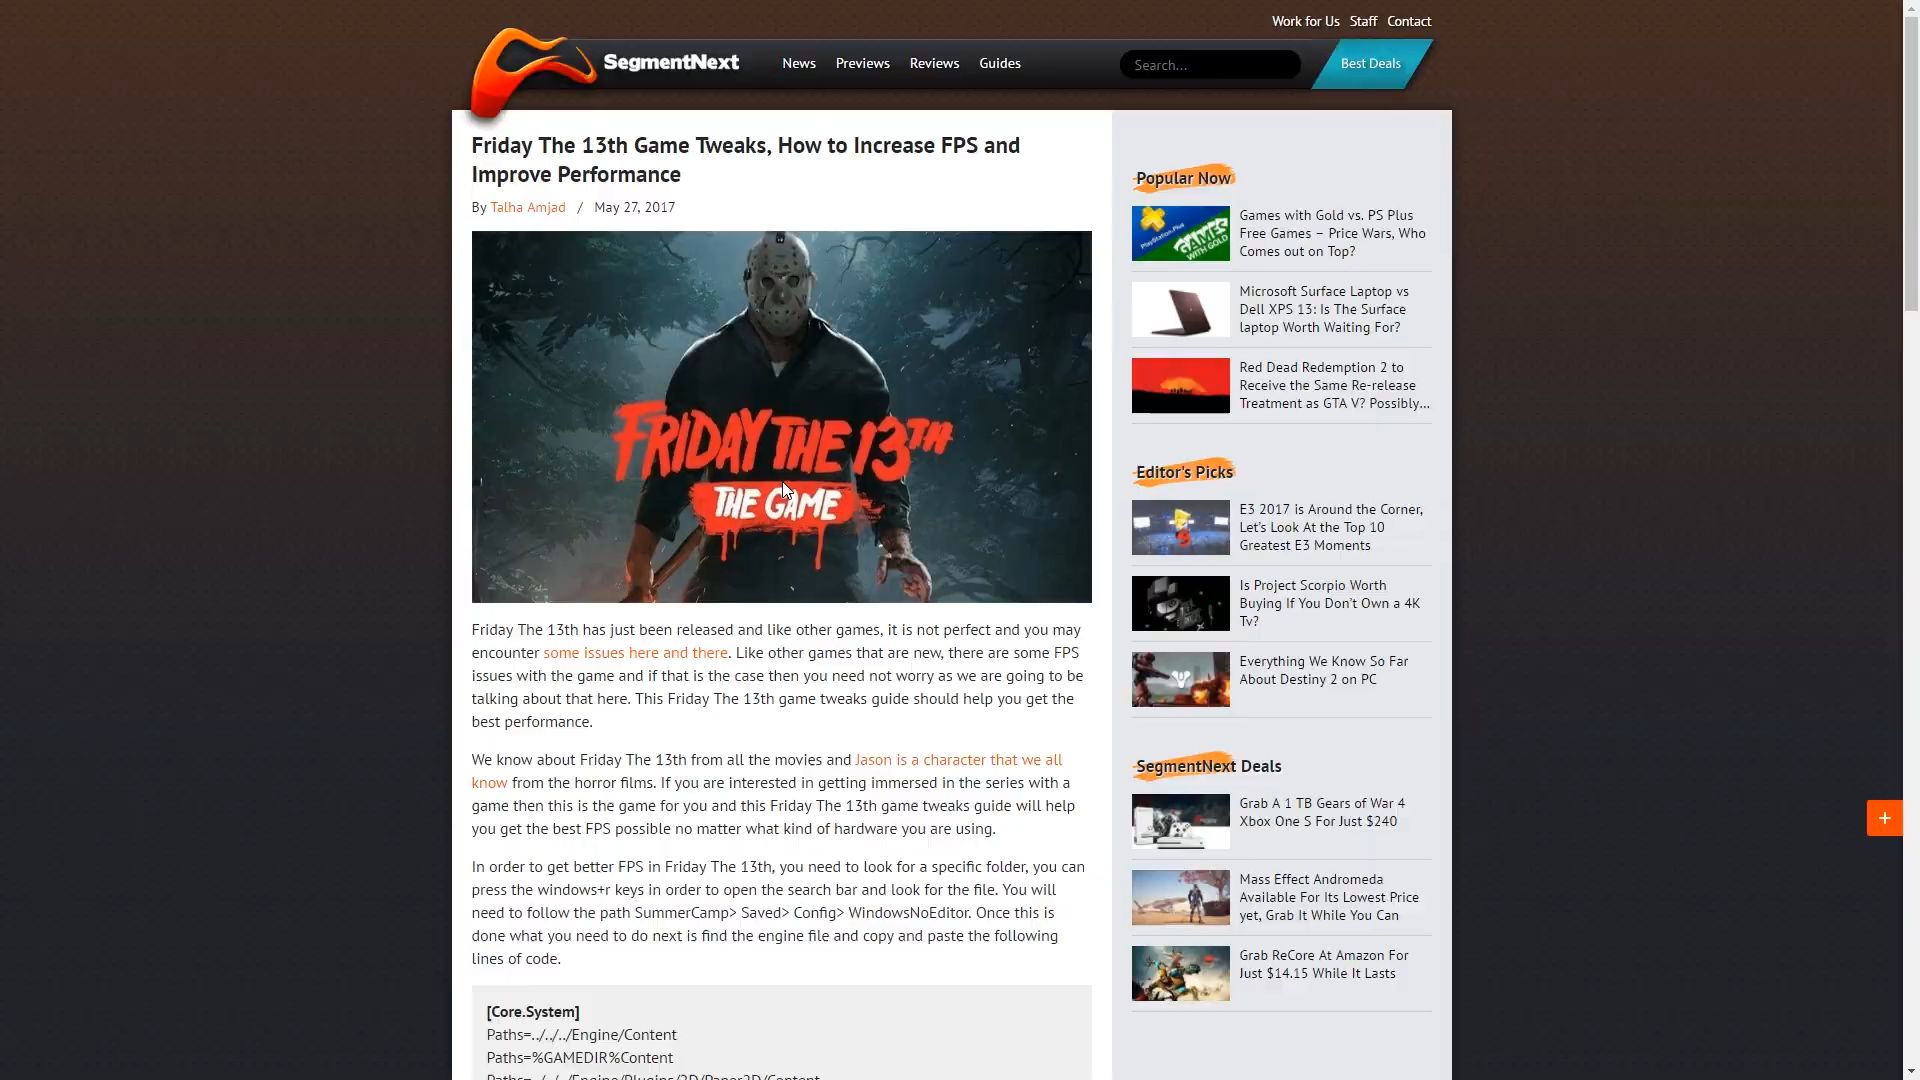 Work for Us Staff Contact
SegmentNext
News Previews Reviews Guides
Search...
Best Deals
Friday The 13th Game Tweaks, How to Increase FPS and
Improve Performance
By Talha Amjad / May 27, 2017
FRIDAY THE 13TH
THE GAME
Friday The 13th has just been released and like other games, it is not perfect and you may
encounter some issues here and there. Like other games that are new, there are some FPS
issues with the game and if that is the case then you need not worry as we are going to be
talking about that here. This Friday The 13th game tweaks guide should help you get the
best performance.
We know about Friday The 13th from all the movies and Jason is a character that we all
know from the horror films. If you are interested in getting immersed in the series with a
game then this is the game for you and this Friday The 13th game tweaks guide will help
you get the best FPS possible no matter what kind of hardware you are using.
In order to get better FPS in Friday The 13th, you need to look for a specific folder, you can
press the windows+r keys in order to open the search bar and look for the file. You will
need to follow the path SummerCamp> Saved> Config> WindowsNoEditor. Once this is
done what you need to do next is find the engine file and copy and paste the following
lines of code.
[Core.System]
Paths=../../../Engine/Content
Paths=%GAMEDIR%Content
Paths=../../../Engine/Plugins/2D/Paper2D/Content
Popular Now
PlayStation Plus
GAMES
WITH GOLD
Games with Gold vs. PS Plus
Free Games – Price Wars, Who
Comes out on Top?
Microsoft Surface Laptop vs
Dell XPS 13: Is The Surface
laptop Worth Waiting For?
Red Dead Redemption 2 to
Receive the Same Re-release
Treatment as GTA V? Possibly...
Editor's Picks
E3 2017 is Around the Corner,
Let's Look At the Top 10
Greatest E3 Moments
Is Project Scorpio Worth
Buying If You Don't Own a 4K
Tv?
Everything We Know So Far
About Destiny 2 on PC
SegmentNext Deals
Grab A 1 TB Gears of War 4
Xbox One S For Just $240
Mass Effect Andromeda
Available For Its Lowest Price
yet, Grab It While You Can
Grab ReCore At Amazon For
Just $14.15 While It Lasts
+